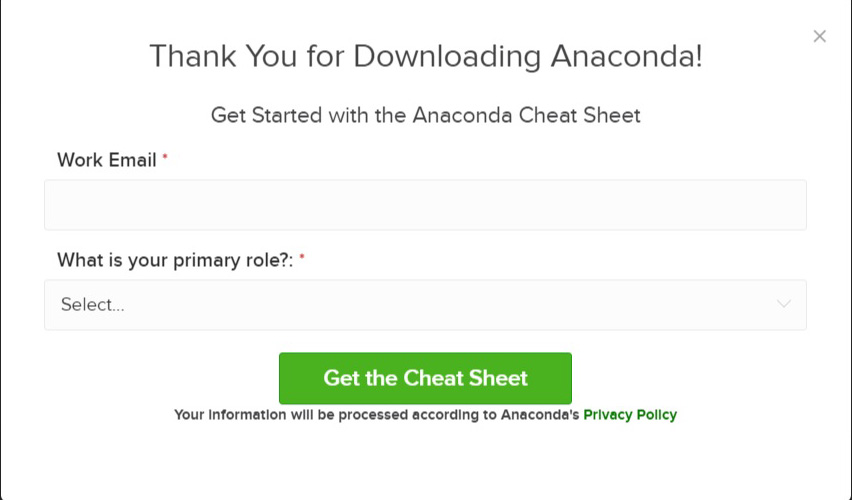 Thank You for Downloading Anaconda!
Get Started with the Anaconda Cheat Sheet
Work Email *
What is your primary role?: *
Select...
Get the Cheat Sheet
Your information will be processed according to Anaconda's Privacy Policy